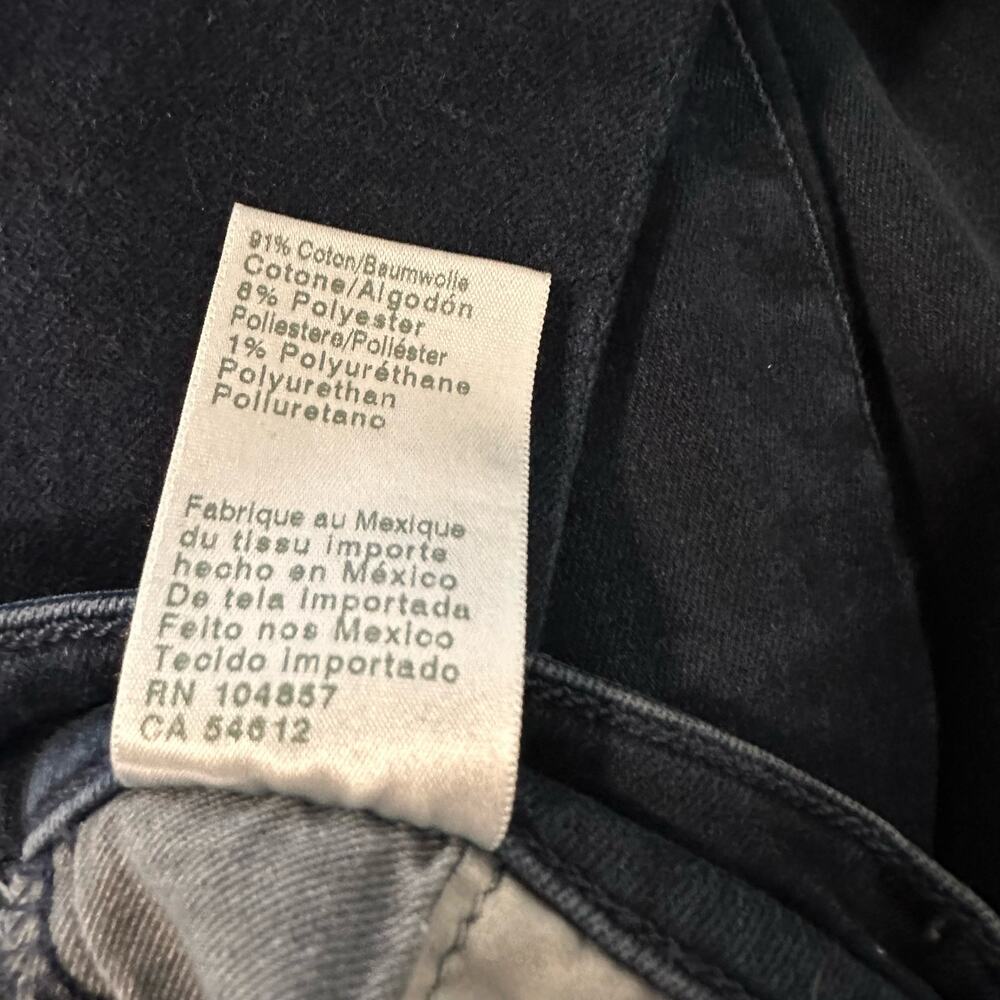 91% Coton/Baumwolle
Cotone/Algodón
8% Polyester
Poliestere/Poliéster
1% Polyuréthane
Polyurethan
Poliuretano
Fabrique au Mexique
du tissu importe
hecho en México
De tela Importada
Feito nos Mexico
Tecido importado
RN 104857
CA 54612